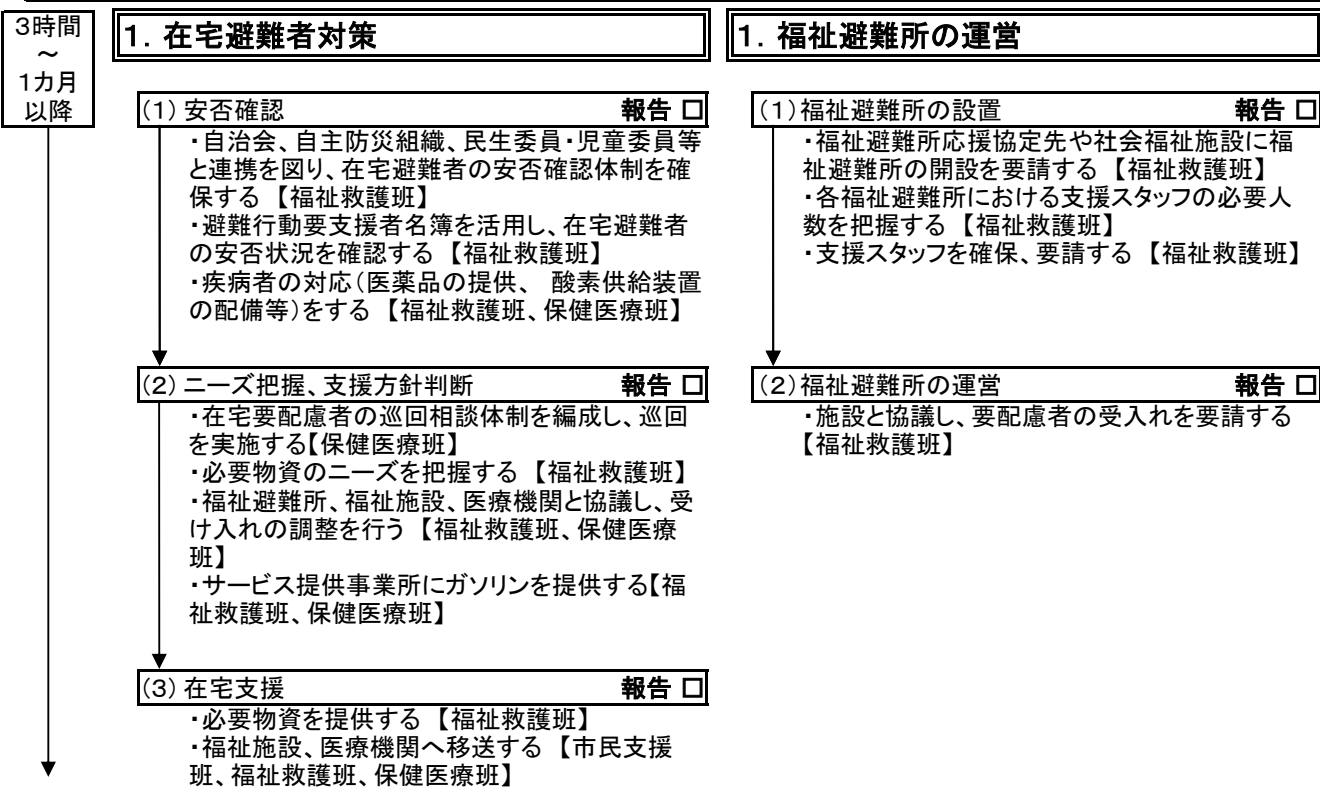 3時間
～
1カ月
以降
1. 在宅避難者対策
(1) 安否確認 報告 □
・自治会、自主防災組織、民生委員・児童委員等
と連携を図り、在宅避難者の安否確認体制を確
保する 【福祉救護班】
・避難行動要支援者名簿を活用し、在宅避難者
の安否状況を確認する 【福祉救護班】
・疾病者の対応（医薬品の提供、 酸素供給装置
の配備等）をする 【福祉救護班、保健医療班】
(2) ニーズ把握、支援方針判断 報告 □
・在宅要配慮者の巡回相談体制を編成し、巡回
を実施する【保健医療班】
・必要物資のニーズを把握する 【福祉救護班】
・福祉避難所、福祉施設、医療機関と協議し、受
け入れの調整を行う 【福祉救護班、保健医療
班】
・サービス提供事業所にガソリンを提供する【福
祉救護班、保健医療班】
(3) 在宅支援 報告 □
・必要物資を提供する 【福祉救護班】
・福祉施設、医療機関へ移送する 【市民支援
班、福祉救護班、保健医療班】
1. 福祉避難所の運営
(1)福祉避難所の設置 報告 □
・福祉避難所応援協定先や社会福祉施設に福
祉避難所の開設を要請する 【福祉救護班】
・各福祉避難所における支援スタッフの必要人
数を把握する 【福祉救護班】
・支援スタッフを確保、要請する 【福祉救護班】
(2)福祉避難所の運営 報告 □
・施設と協議し、要配慮者の受入れを要請する
【福祉救護班】